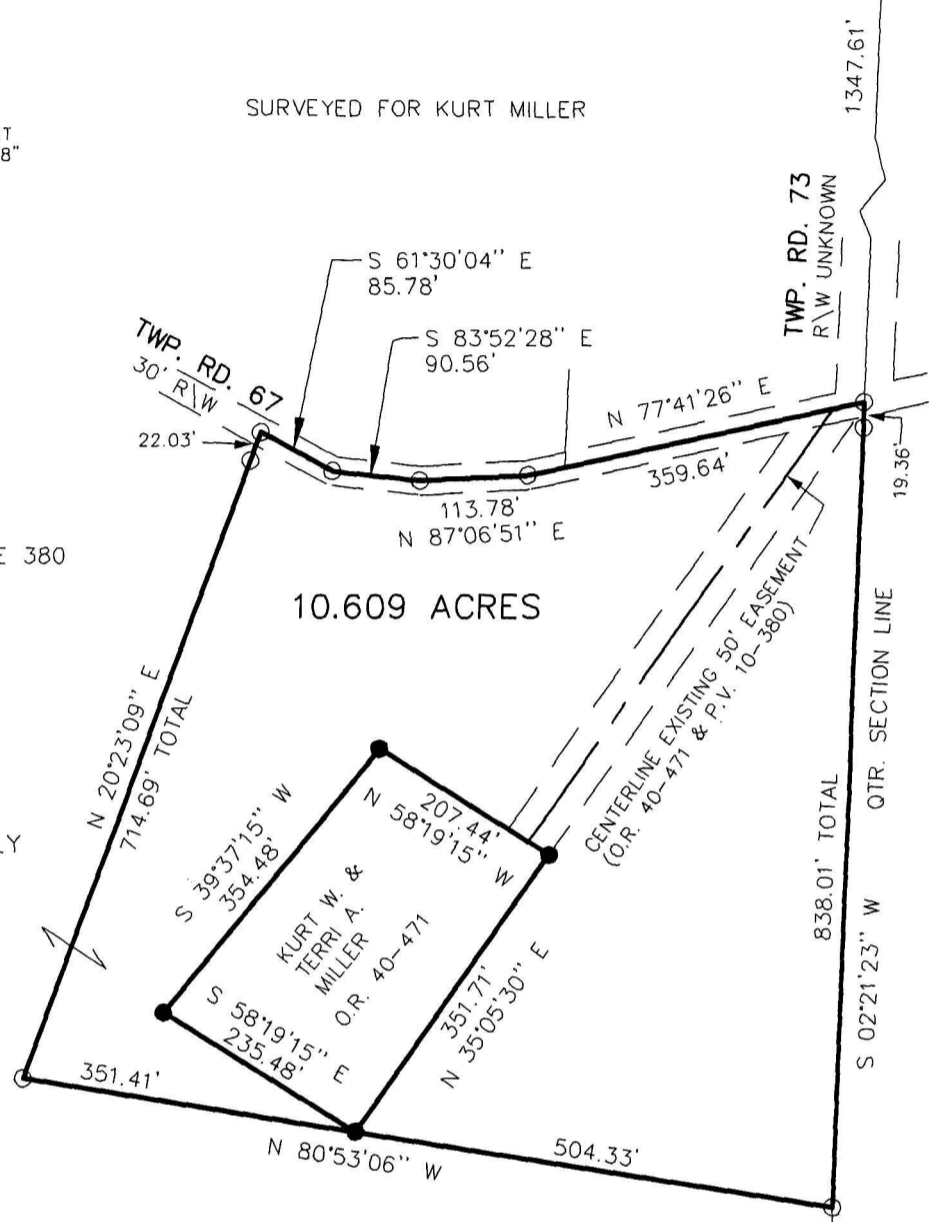 1347.61'
SURVEYED FOR KURT MILLER
T
8"
TWP. RD. 73
R\W UNKNOWN
S 61°30'04" E
85.78'
S 83°52'28" E
90.56'
TWP. RD. 67
30' R\W
22.03'
N 77°41'26" E
359.64'
19.36'
113.78'
N 87°06'51" E
E 380
10.609 ACRES
CENTERLINE EXISTING 50' EASEMENT
(O.R. 40-471 & P.V. 10-380)
QTR. SECTION LINE
N 20°23'09" E
714.69' TOTAL
207.44'
N 58°19'15" W
S 39°37'15" W
354.48'
LY
KURT W. &
TERRI A.
MILLER
O.R. 40-471
838.01' TOTAL
S 02°21'23" W
351.71'
N 35°05'30" E
S 58°19'15" E
235.48'
351.41'
N 80°53'06" W
504.33'